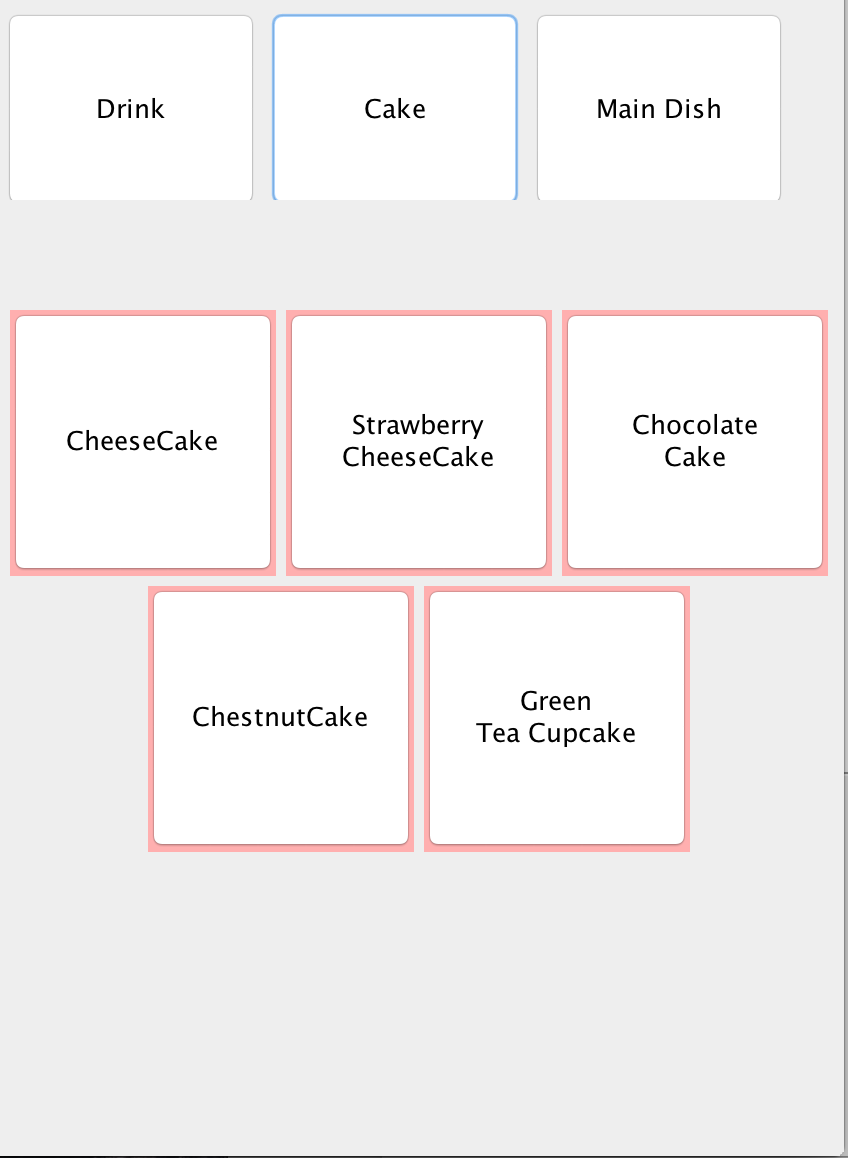 Drink
Cake
Main Dish
CheeseCake
Strawberry
CheeseCake
Chocolate
Cake
ChestnutCake
Green
Tea Cupcake